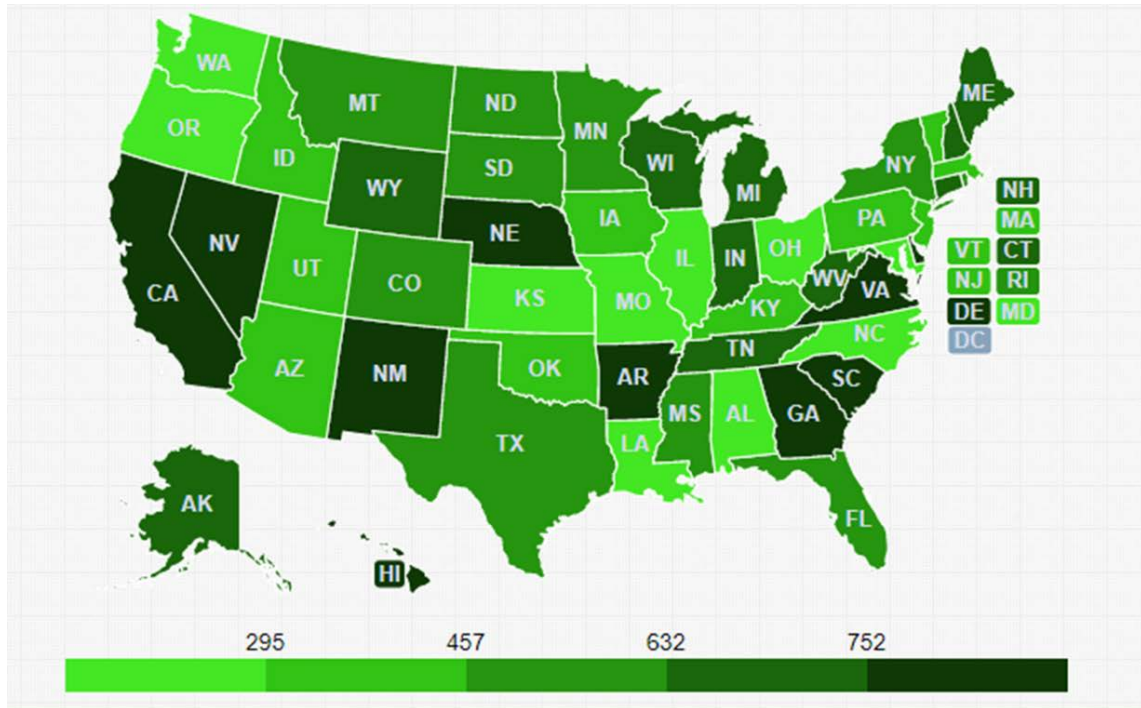 WA
MT
ND
MN
ME
OR
ID
SD
WI
NY
WY
MI
NH
IA
PA
MA
NV
NE
UT
CO
IL
IN
OH
VT
CT
CA
KS
MO
WV
VA
NJ
RI
KY
DE
MD
NC
DC
AZ
NM
OK
AR
TN
SC
TX
MS
AL
GA
LA
AK
FL
HI
295 457 632 752